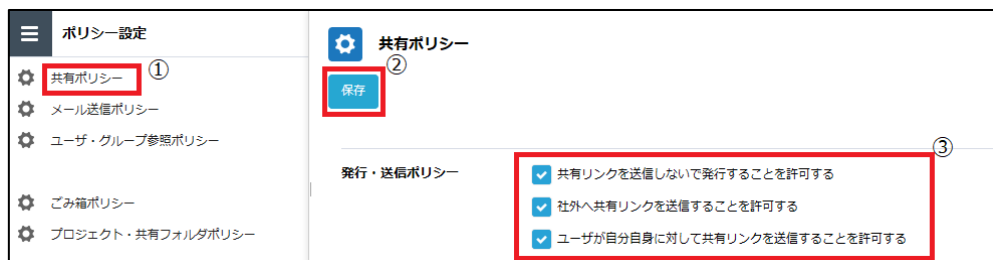 ポリシー設定
共有ポリシー ①
メール送信ポリシー
ユーザ・グループ参照ポリシー
ごみ箱ポリシー
プロジェクト・共有フォルダポリシー
共有ポリシー
②
保存
③
発行・送信ポリシー
共有リンクを送信しないで発行することを許可する
社外へ共有リンクを送信することを許可する
ユーザが自分自身に対して共有リンクを送信することを許可する